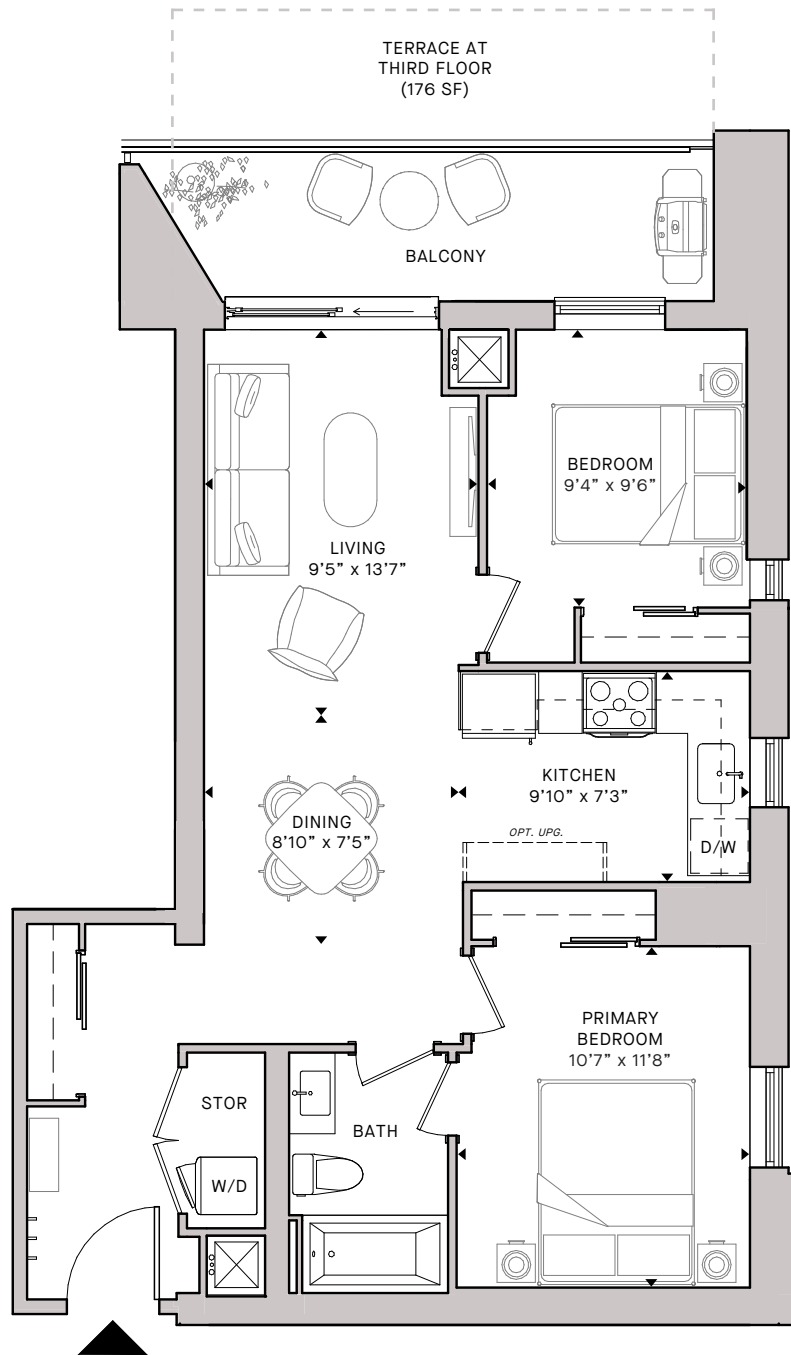 TERRACE AT
THIRD FLOOR
(176 SF)
BALCONY
BEDROOM
9'4" x 9'6"
LIVING
9'5" x 13'7"
KITCHEN
9'10" x 7'3"
DINING
8'10" x 7'5"
OPT. UPG.
D/W
PRIMARY
BEDROOM
10'7" x 11'8"
STOR
BATH
W/D